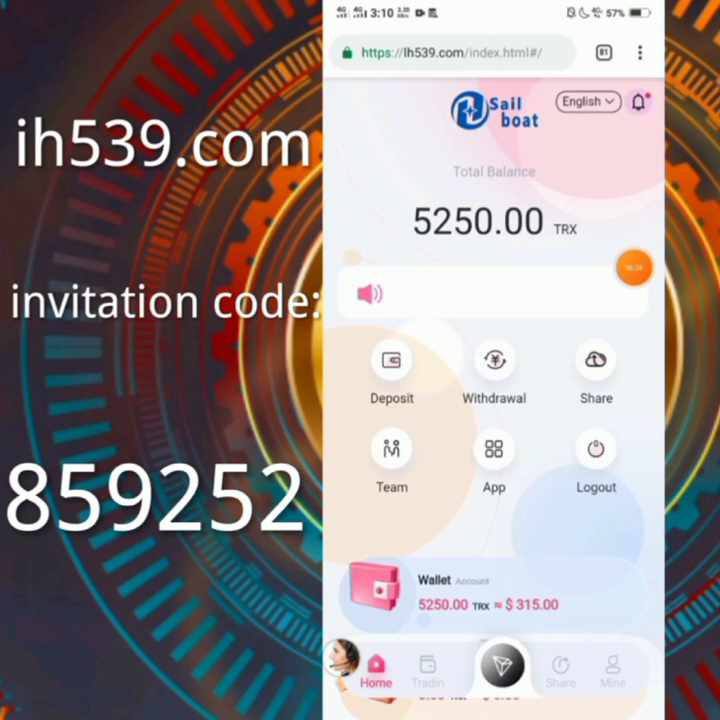 ih539.com
invitation code:
859252
3:10
57%
https://lh539.com/index.html#/
81
Sail
boat
English
Total Balance
5250.00 TRX
Deposit Withdrawal Share
Team App Logout
Wallet Account
5250.00 TRX ≈ $ 315.00
Home Tradin Share Mine